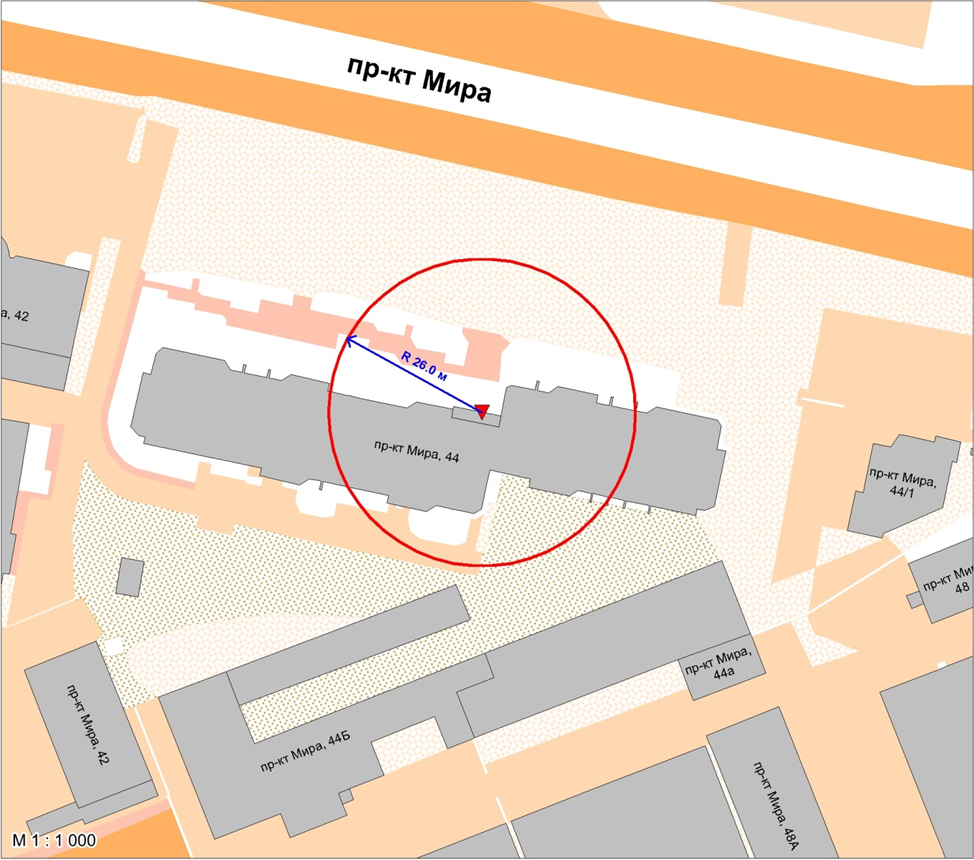 пр-кт Мира
а, 42
R 26.0 м
пр-кт Мира, 44
пр-кт Мира,
44/1
пр-кт Ми
48
пр-кт Мира,
44а
пр-кт Мира, 42
пр-кт Мира, 44Б
пр-кт Мира, 48А
М 1 : 1 000